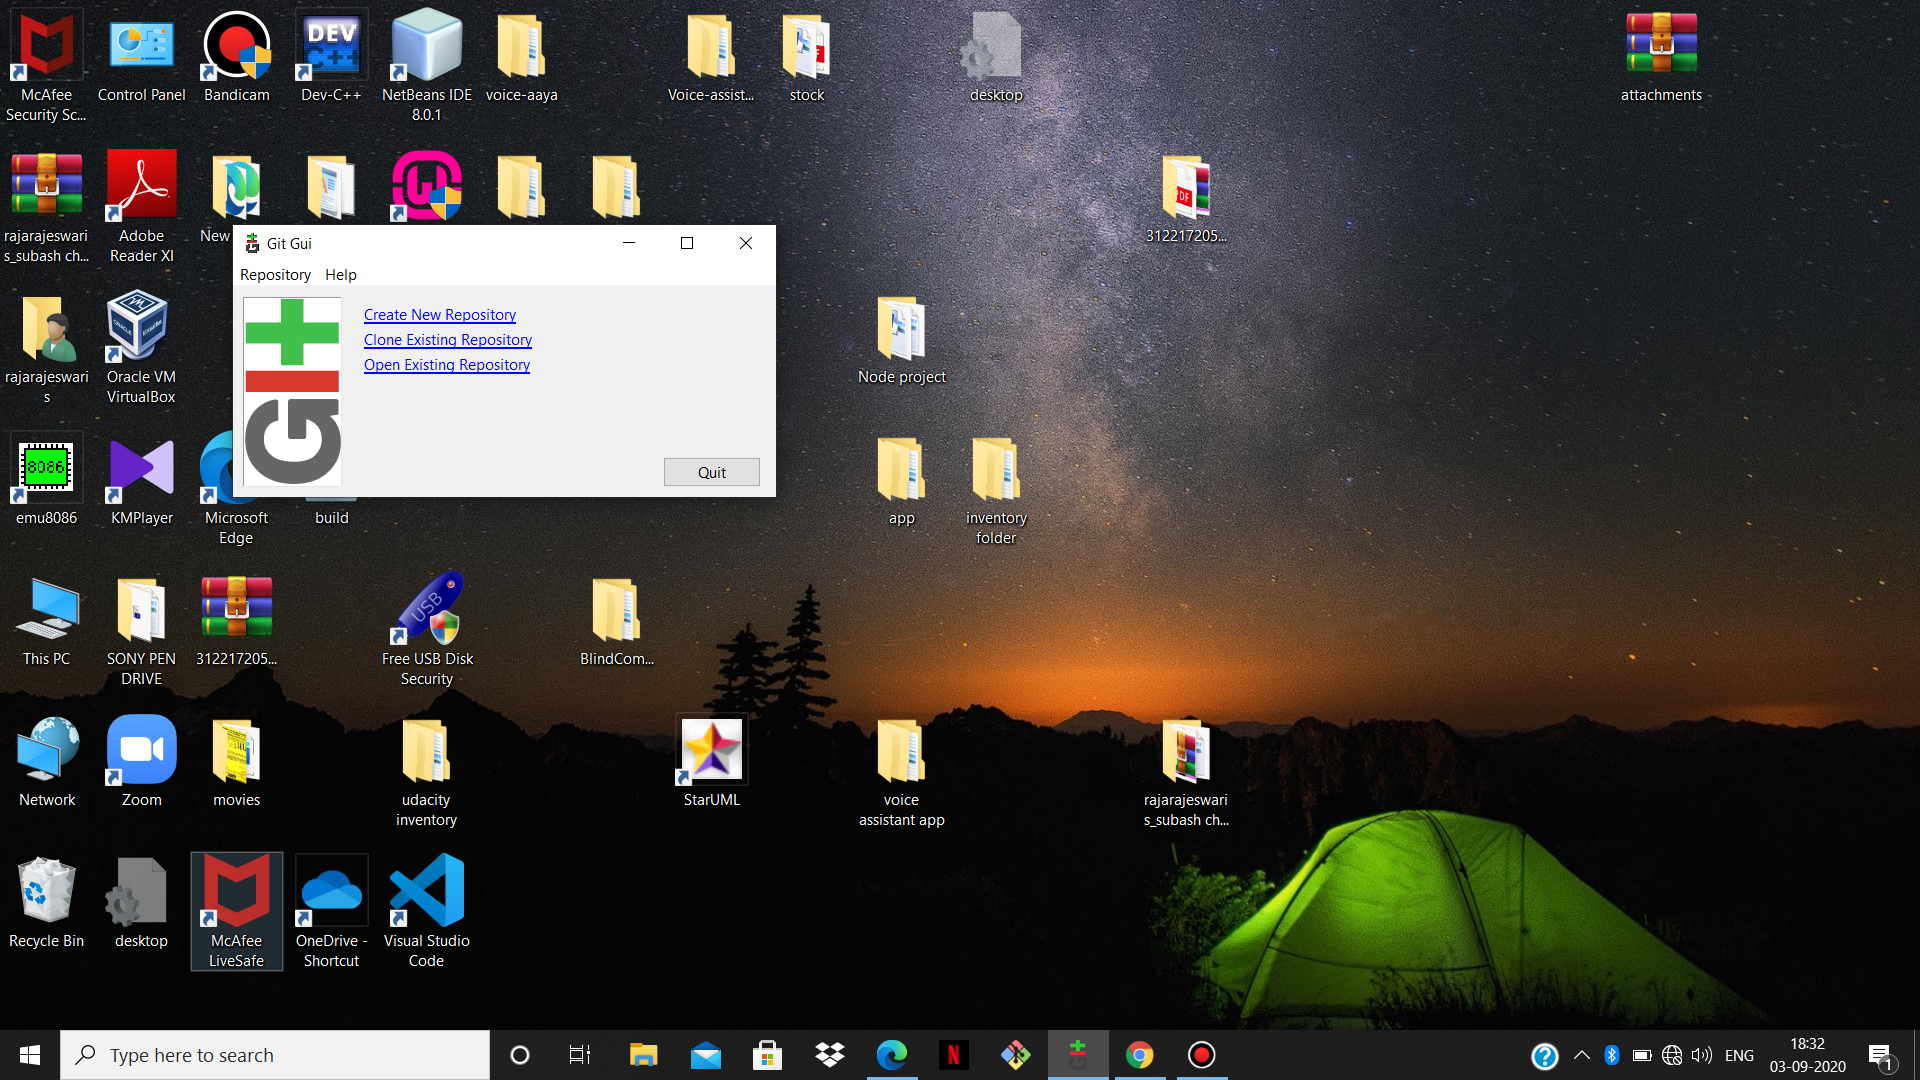 McAfee
Security Sc...
Control Panel
Bandicam
DEV
C++
Dev-C++
NetBeans IDE
8.0.1
voice-aaya
Voice-assist...
stock
desktop
attachments
rajarajeswari
s_subash ch...
Adobe
Reader XI
New
PDF
312217205...
Git Gui
Repository
Help
Create New Repository
Clone Existing Repository
Open Existing Repository
Quit
rajarajeswari
s
Oracle VM
VirtualBox
Node project
8086
emu8086
KMPlayer
Microsoft
Edge
build
app
inventory
folder
This PC
SONY PEN
DRIVE
312217205...
USB
Free USB Disk
Security
BlindCom...
Network
Zoom
movies
udacity
inventory
StarUML
voice
assistant app
rajarajeswari
s_subash ch...
Recycle Bin
desktop
McAfee
LiveSafe
OneDrive -
Shortcut
Visual Studio
Code
Type here to search
ENG
18:32
03-09-2020
1